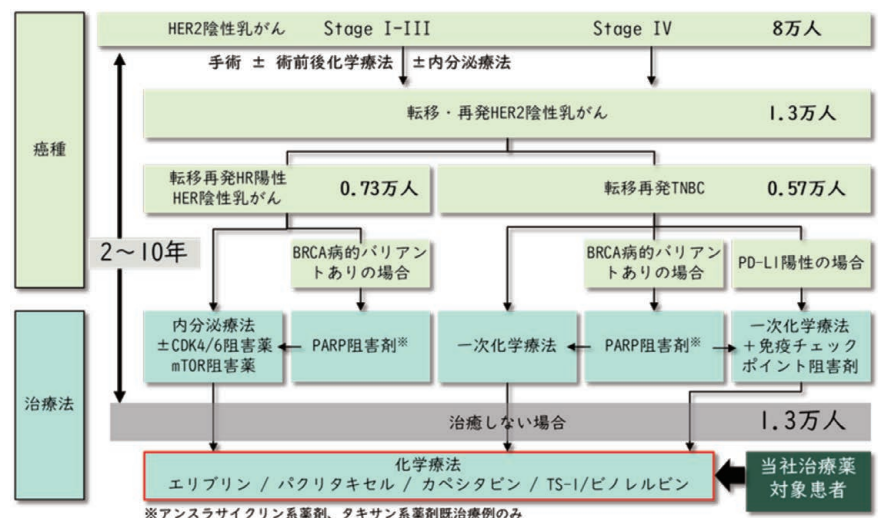 HER2陰性乳がん Stage I-III Stage IV 8万人
手術 ± 術前後化学療法 ±内分泌療法
転移・再発HER2陰性乳がん 1.3万人
癌種
転移再発HR陽性
HER陰性乳がん
0.73万人
転移再発TNBC 0.57万人
2〜10年
BRCA病的バリアン
トありの場合
BRCA病的バリアン
トありの場合
PD-L1陽性の場合
治療法
内分泌療法
±CDK4/6阻害薬
mTOR阻害薬
PARP阻害剤※
一次化学療法
PARP阻害剤※
一次化学療法
＋免疫チェック
ポイント阻害剤
治癒しない場合 1.3万人
化学療法
エリブリン / パクリタキセル / カペシタビン / TS-1/ビノレルビン
当社治療薬
対象患者
※アンスラサイクリン系薬剤、タキサン系薬剤既治療例のみ